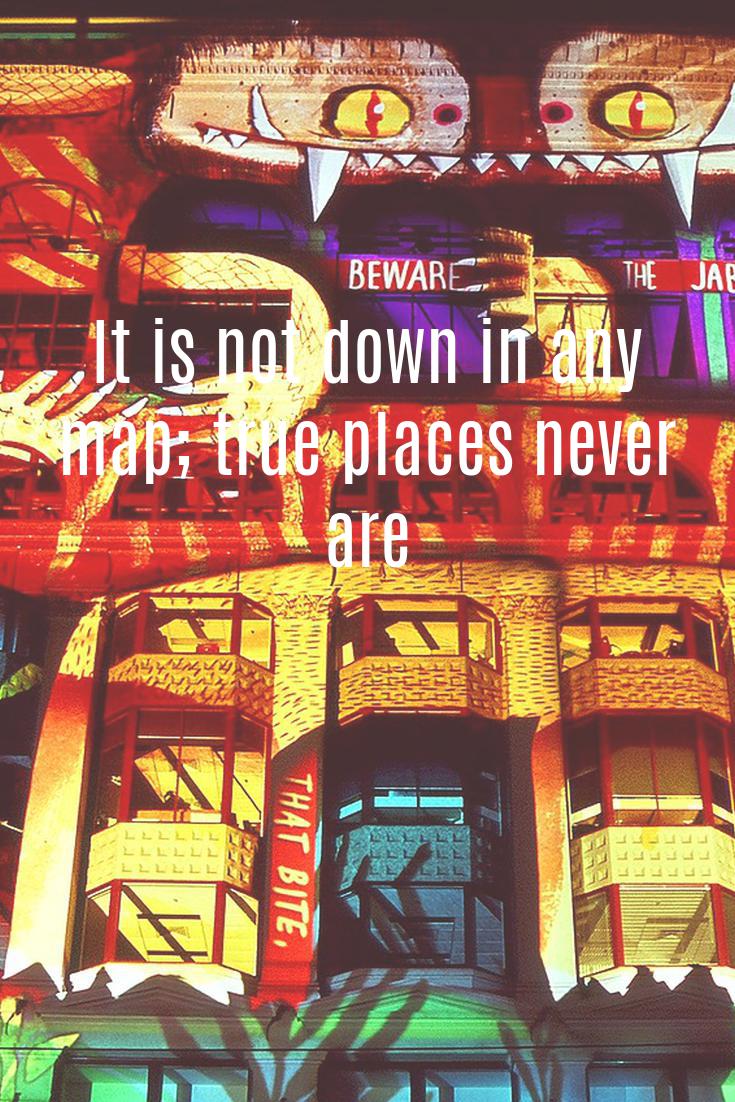 BEWARE THE JAB
It is not down in any
map; true places never
are
THAT BITE,